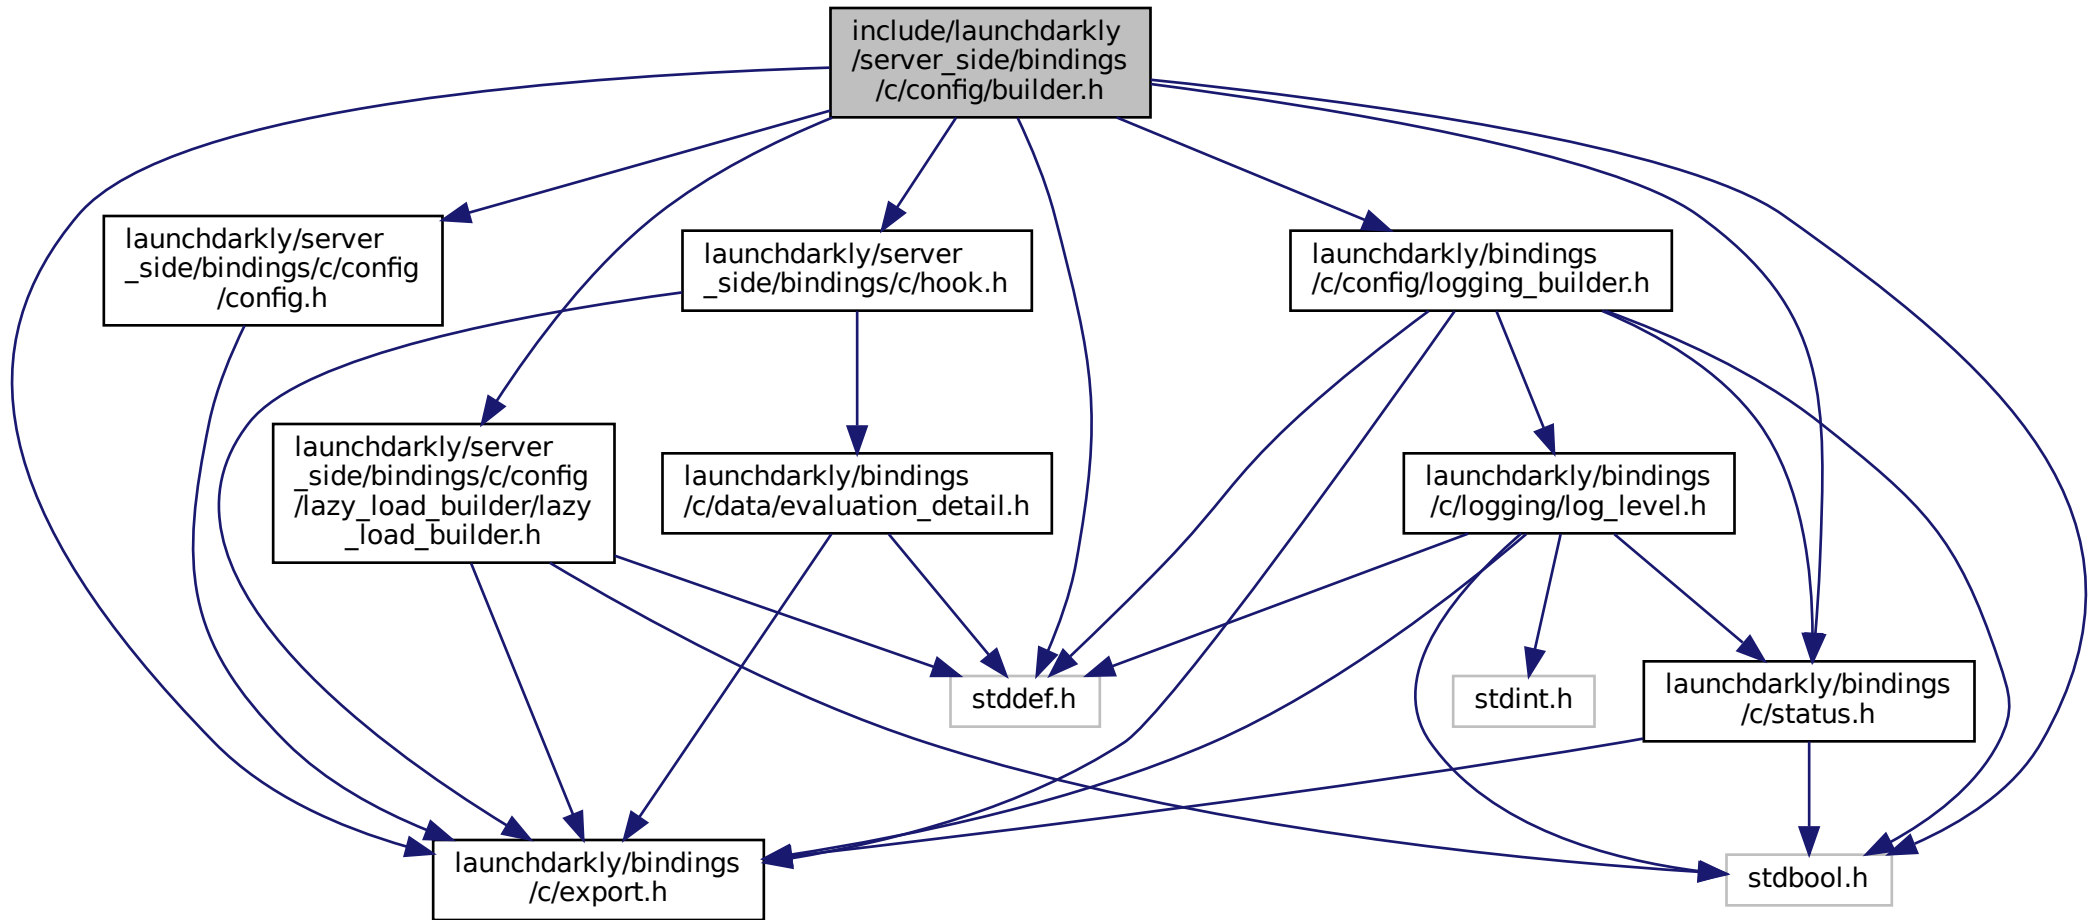 include/launchdarkly
/server_side/bindings
/c/config/builder.h
launchdarkly/server
_side/bindings/c/config
/config.h
launchdarkly/server
_side/bindings/c/hook.h
launchdarkly/bindings
/c/config/logging_builder.h
launchdarkly/server
_side/bindings/c/config
/lazy_load_builder/lazy
_load_builder.h
launchdarkly/bindings
/c/data/evaluation_detail.h
launchdarkly/bindings
/c/logging/log_level.h
stddef.h
stdint.h
launchdarkly/bindings
/c/status.h
launchdarkly/bindings
/c/export.h
stdbool.h